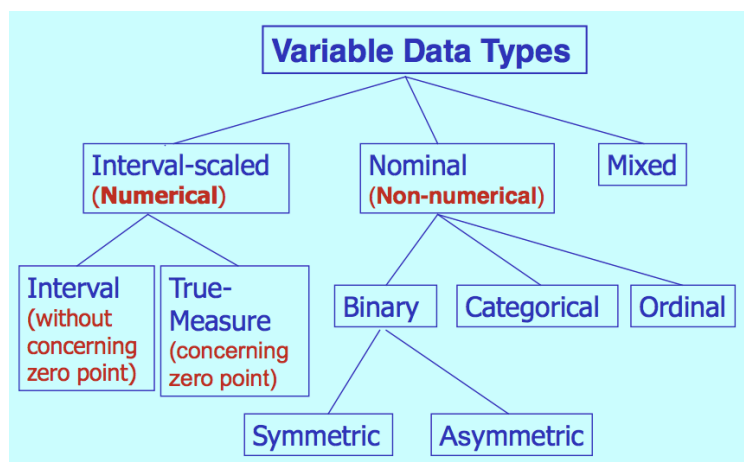 Variable Data Types
Interval-scaled
(Numerical)
Nominal
(Non-numerical)
Mixed
Interval
(without
concerning
zero point)
True-
Measure
(concerning
zero point)
Binary
Categorical
Ordinal
Symmetric
Asymmetric